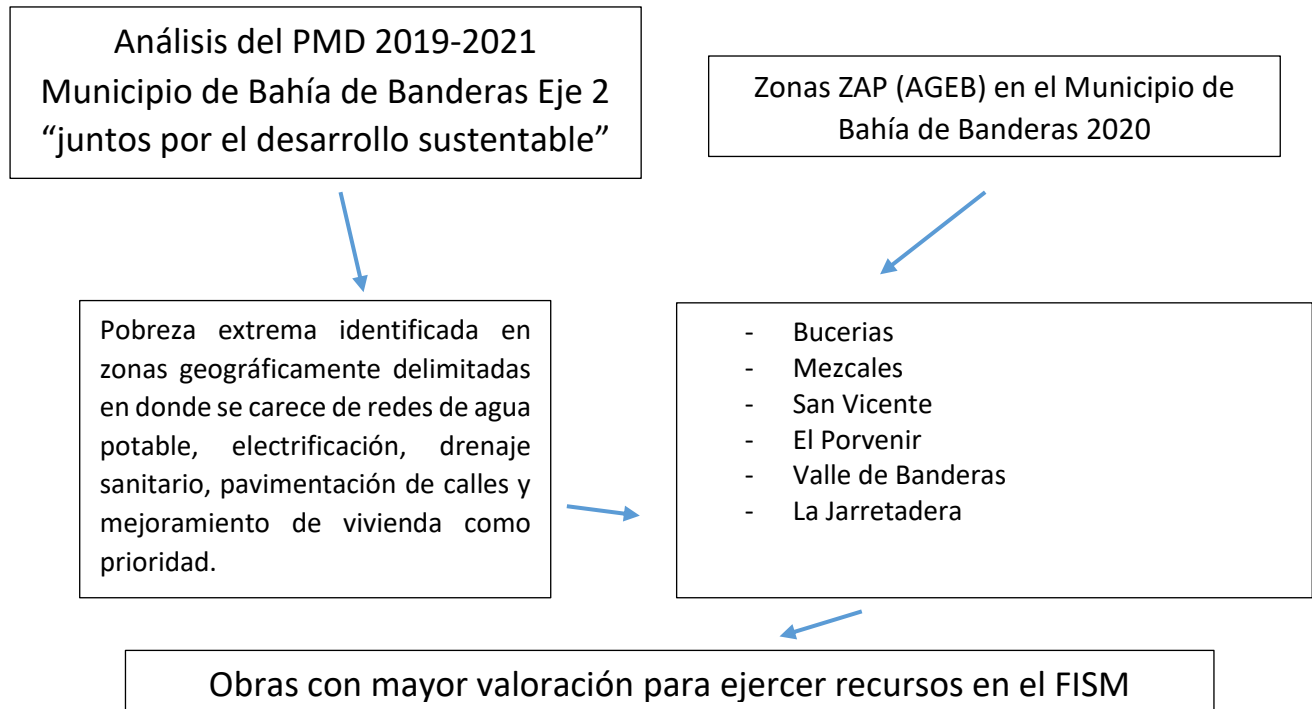 Análisis del PMD 2019-2021
Municipio de Bahía de Banderas Eje 2
“juntos por el desarrollo sustentable”
Zonas ZAP (AGEB) en el Municipio de
Bahía de Banderas 2020
Pobreza extrema identificada en
zonas geográficamente delimitadas
en donde se carece de redes de agua
potable, electrificación, drenaje
sanitario, pavimentación de calles y
mejoramiento de vivienda como
prioridad.
- Bucerias
- Mezcales
- San Vicente
- El Porvenir
- Valle de Banderas
- La Jarretadera
Obras con mayor valoración para ejercer recursos en el FISM